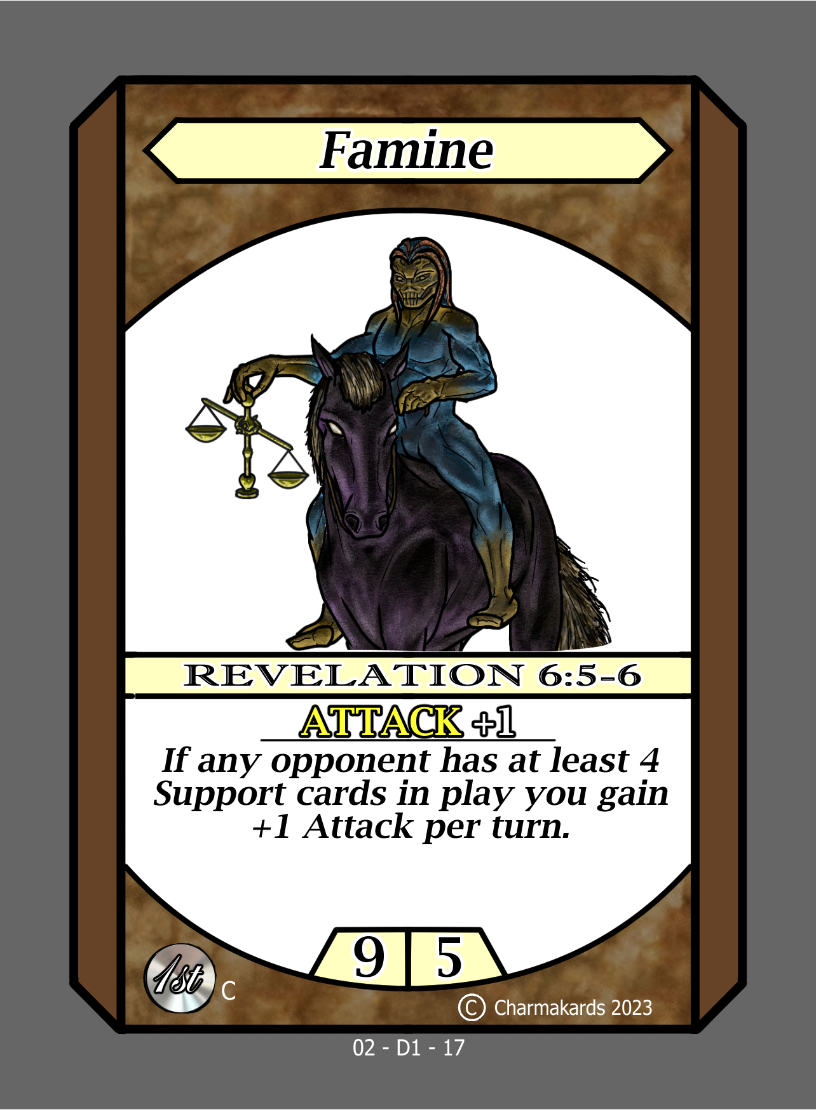 Famine
REVELATION 6:5-6
ATTACK +1
If any opponent has at least 4
Support cards in play you gain
+1 Attack per turn.
9 5
1st C
© Charmakards 2023
02 - D1 - 17